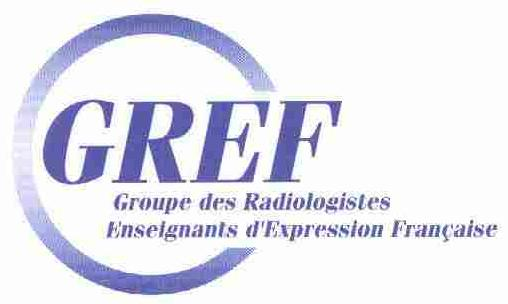 GREF
Groupe des Radiologistes
Enseignants d'Expression Française